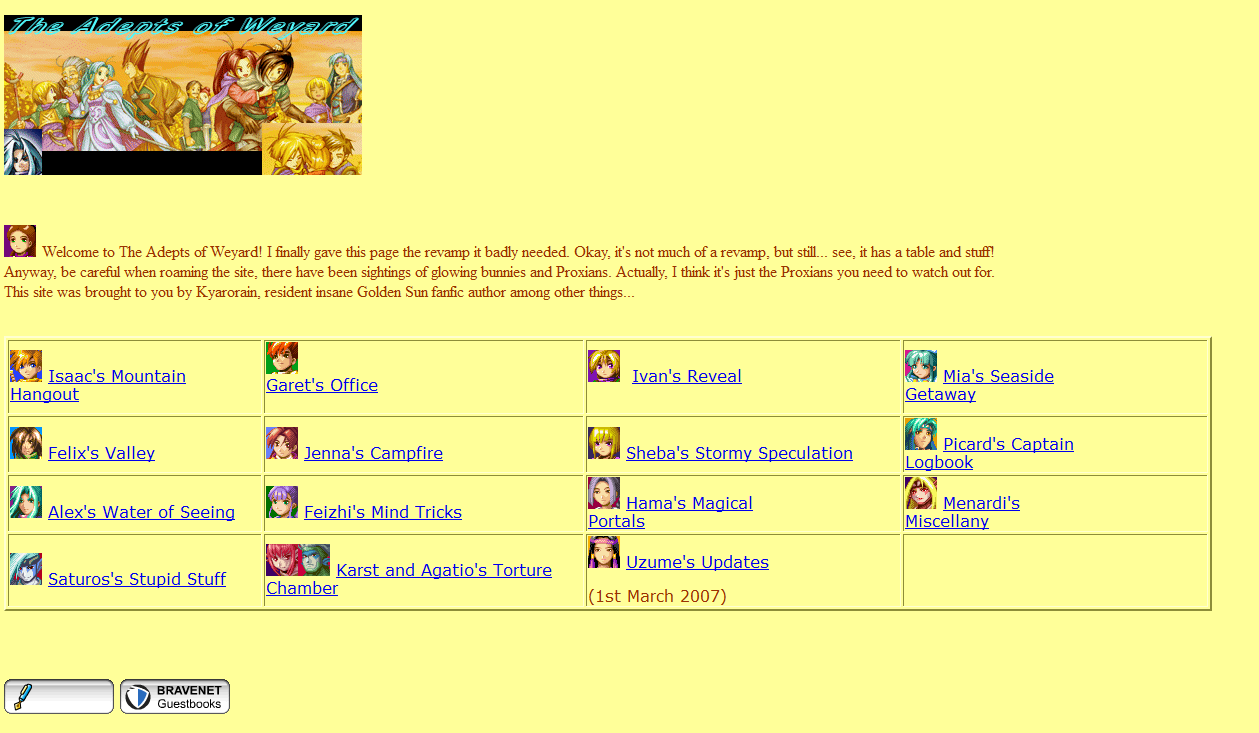 The Adepts of Weyard
Welcome to The Adepts of Weyard! I finally gave this page the revamp it badly needed. Okay, it's not much of a revamp, but still... see, it has a table and stuff!
Anyway, be careful when roaming the site, there have been sightings of glowing bunnies and Proxians. Actually, I think it's just the Proxians you need to watch out for.
This site was brought to you by Kyarorain, resident insane Golden Sun fanfic author among other things...
Isaac's Mountain
Hangout
Garet's Office
Ivan's Reveal
Mia's Seaside
Getaway
Felix's Valley
Jenna's Campfire
Sheba's Stormy Speculation
Picard's Captain
Logbook
Alex's Water of Seeing
Feizhi's Mind Tricks
Hama's Magical
Portals
Menardi's
Miscellany
Saturos's Stupid Stuff
Karst and Agatio's Torture
Chamber
Uzume's Updates
(1st March 2007)
BRAVENET
Guestbooks